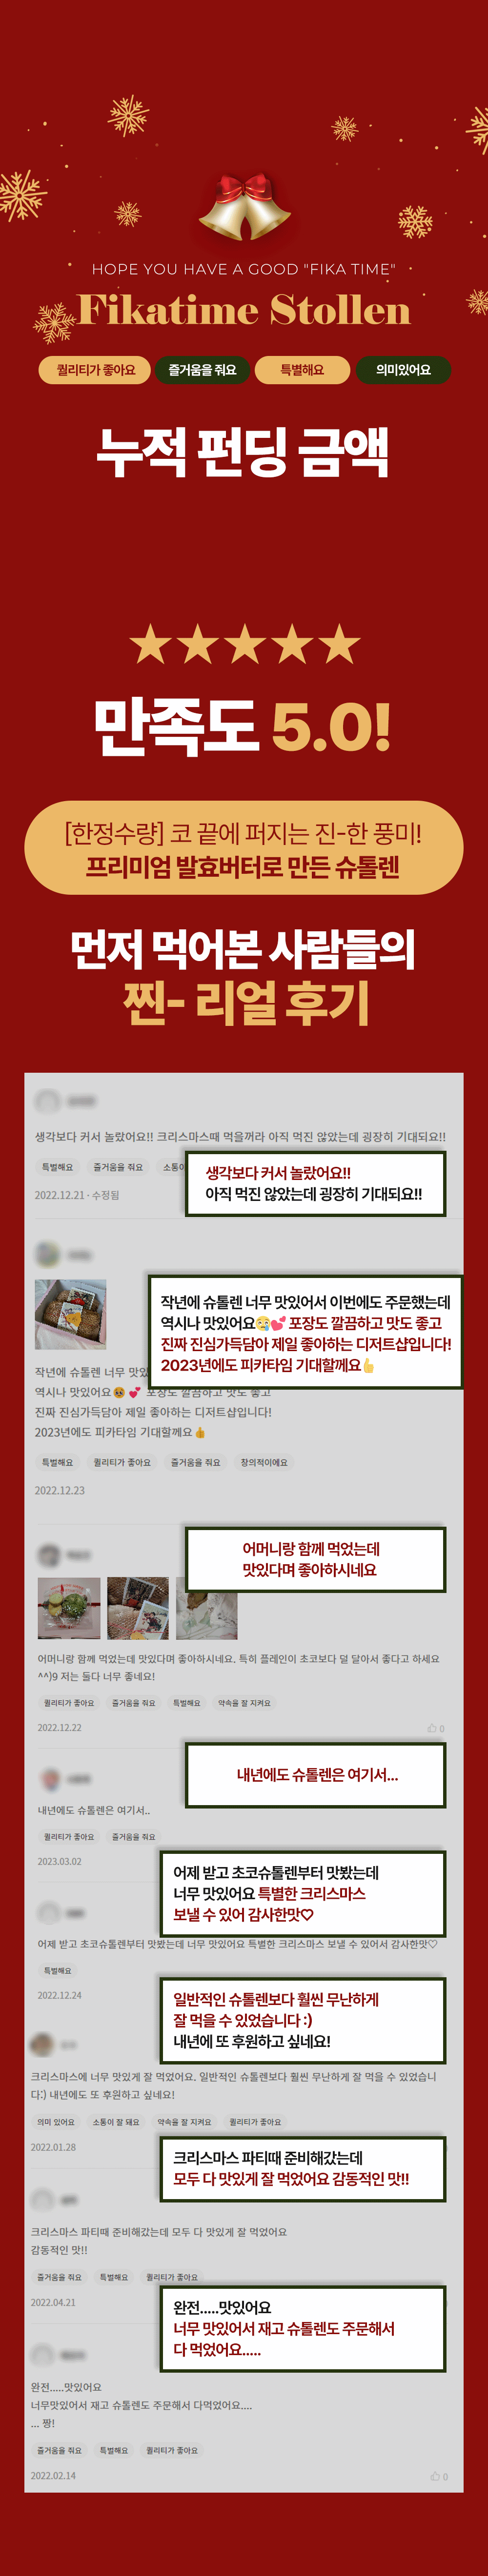 HOPE YOU HAVE A GOOD "FIKA TIME"
Fikatime Stollen
퀄리티가 좋아요 즐거움을 줘요 특별해요 의미있어요
누적 펀딩 금액
만족도 5.0!
[한정수량] 코 끝에 퍼지는 진-한 풍미!
프리미엄 발효버터로 만든 슈톨렌
먼저 먹어본 사람들의
찐- 리얼 후기
생각보다 커서 놀랐어요!! 크리스마스때 먹을꺼라 아직 먹진 않았는데 굉장히 기대되요!!
특별해요 즐거움을 줘요 소통이
생각보다 커서 놀랐어요!!
아직 먹진 않았는데 굉장히 기대되요!!
2022.12.21 · 수정됨
작년에 슈톨렌 너무 맛있어서 이번에도 주문했는데
역시나 맛있어요😢💕 포장도 깔끔하고 맛도 좋고
진짜 진심가득담아 제일 좋아하는 디저트샵입니다!
2023년에도 피카타임 기대할께요👍
작년에 슈톨렌 너무 맛있
역시나 맛있어요😢 💕 포장도 깔끔하고 맛도 좋고
진짜 진심가득담아 제일 좋아하는 디저트샵입니다!
2023년에도 피카타임 기대할께요👍
특별해요 퀄리티가 좋아요 즐거움을 줘요 창의적이에요
2022.12.23
어머니랑 함께 먹었는데
맛있다며 좋아하시네요
어머니랑 함께 먹었는데 맛있다며 좋아하시네요. 특히 플레인이 초코보다 덜 달아서 좋다고 하세요
^^)9 저는 둘다 너무 좋네요!
퀄리티가 좋아요 즐거움을 줘요 특별해요 약속을 잘 지켜요
2022.12.22 0
내년에도 슈톨렌은 여기서...
내년에도 슈톨렌은 여기서..
퀄리티가 좋아요 즐거움을 줘요
2023.03.02
어제 받고 초코슈톨렌부터 맛봤는데
너무 맛있어요 특별한 크리스마스
보낼 수 있어 감사한맛♡
어제 받고 초코슈톨렌부터 맛봤는데 너무 맛있어요 특별한 크리스마스 보낼 수 있어서 감사한맛♡
특별해요
2022.12.24
일반적인 슈톨렌보다 훨씬 무난하게
잘 먹을 수 있었습니다 :)
내년에 또 후원하고 싶네요!
크리스마스에 너무 맛있게 잘 먹었어요. 일반적인 슈톨렌보다 훨씬 무난하게 잘 먹을 수 있었습니
다:) 내년에도 또 후원하고 싶네요!
의미 있어요 소통이 잘 돼요 약속을 잘 지켜요 퀄리티가 좋아요
2022.01.28
크리스마스 파티때 준비해갔는데
모두 다 맛있게 잘 먹었어요 감동적인 맛!!
크리스마스 파티때 준비해갔는데 모두 다 맛있게 잘 먹었어요
감동적인 맛!!
즐거움을 줘요 특별해요 퀄리티가 좋아요
2022.04.21
완전.....맛있어요
너무 맛있어서 재고 슈톨렌도 주문해서
다 먹었어요.....
완전.....맛있어요
너무맛있어서 재고 슈톨렌도 주문해서 다먹었어요....
... 짱!
즐거움을 줘요 특별해요 퀄리티가 좋아요
2022.02.14 0